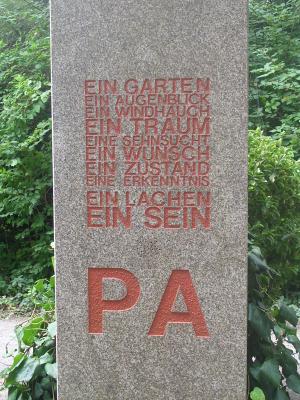 EIN GARTEN
EIN AUGENBLICK
EIN WINDHAUCH
EIN TRAUM
EINE SEHNSUCHT
EIN WUNSCH
EIN ZUSTAND
EINE ERKENNTNIS
EIN LACHEN
EIN SEIN
PA